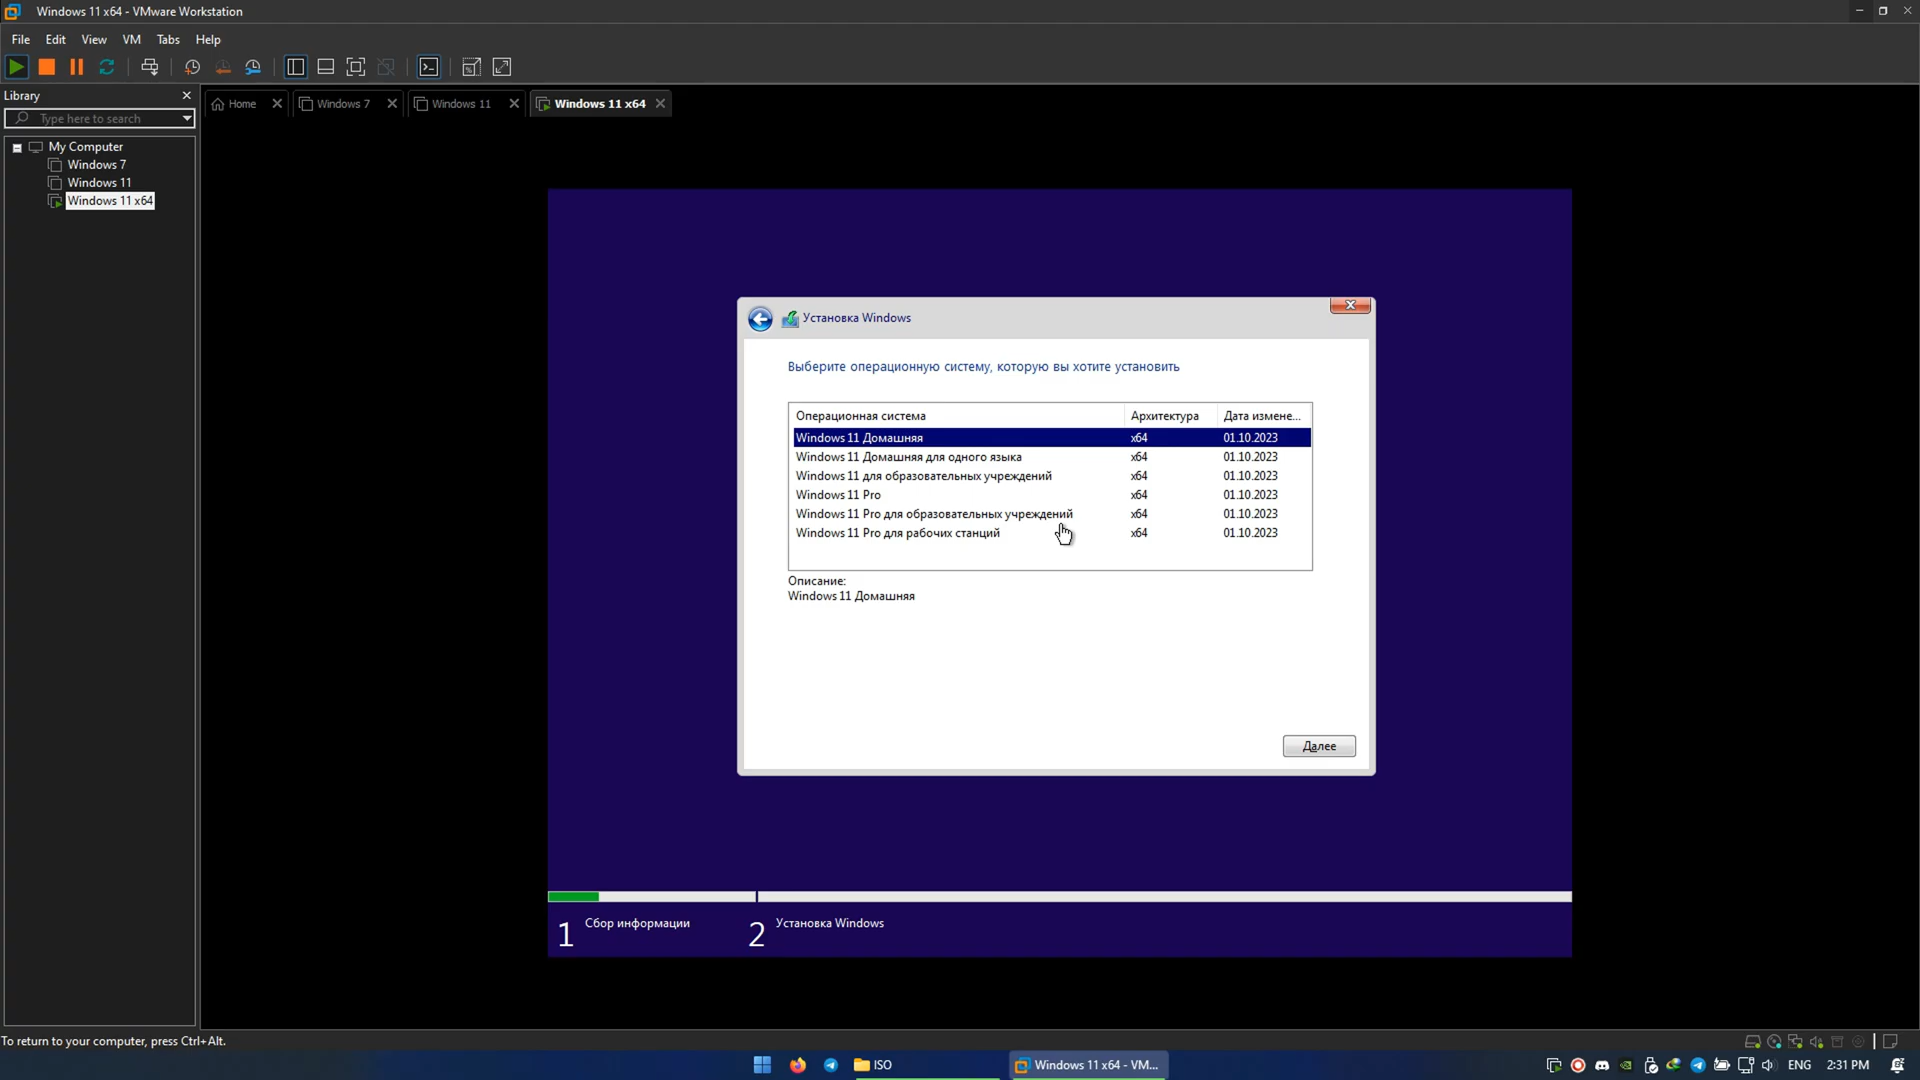 Windows 11 x64 - VMware Workstation
File Edit View VM Tabs Help
Library
Type here to search
My Computer
Windows 7
Windows 11
Windows 11 x64
Home Windows 7 Windows 11 Windows 11 x64
Установка Windows
Выберите операционную систему, которую вы хотите установить
Операционная система Архитектура Дата измене...
Windows 11 Домашняя x64 01.10.2023
Windows 11 Домашняя для одного языка x64 01.10.2023
Windows 11 для образовательных учреждений x64 01.10.2023
Windows 11 Pro x64 01.10.2023
Windows 11 Pro для образовательных учреждений x64 01.10.2023
Windows 11 Pro для рабочих станций x64 01.10.2023
Описание:
Windows 11 Домашняя
Далее
1 Сбор информации 2 Установка Windows
To return to your computer, press Ctrl+Alt.
ISO Windows 11 x64 - VM... ENG 2:31 PM